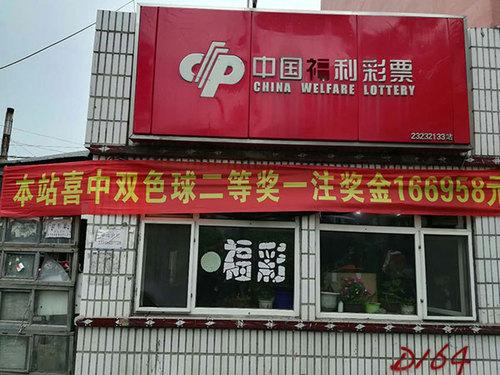 中国福利彩票
CHINA WELFARE LOTTERY
23232133站
本站喜中双色球二等奖一注奖金166958元
福彩
D164